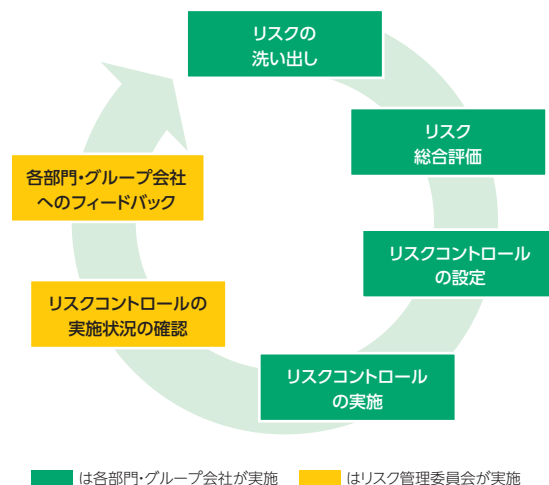 リスクの
洗い出し
リスク
総合評価
リスクコントロール
の設定
リスクコントロール
の実施
リスクコントロールの
実施状況の確認
各部門・グループ会社
へのフィードバック
は各部門・グループ会社が実施
はリスク管理委員会が実施